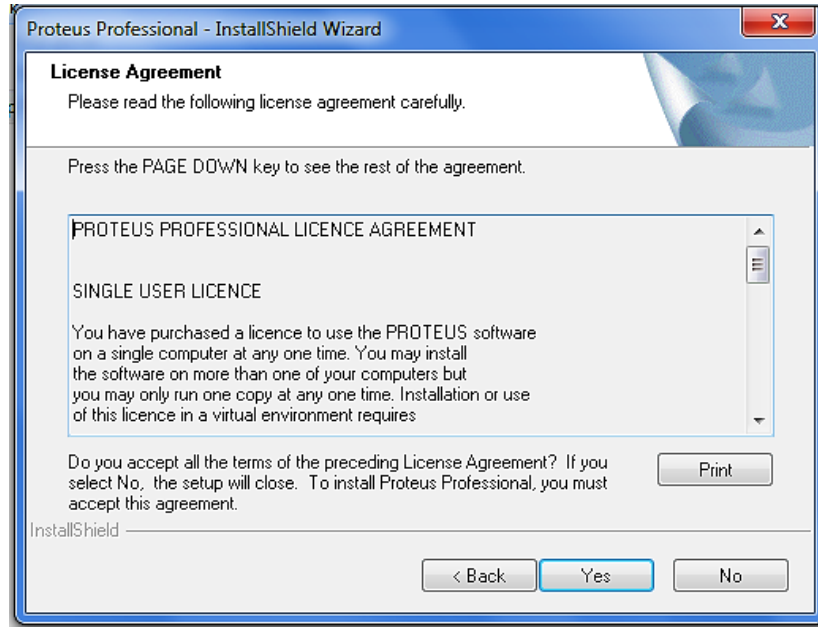 Proteus Professional - InstallShield Wizard
License Agreement
Please read the following license agreement carefully.
Press the PAGE DOWN key to see the rest of the agreement.
PROTEUS PROFESSIONAL LICENCE AGREEMENT
SINGLE USER LICENCE
You have purchased a licence to use the PROTEUS software
on a single computer at any one time. You may install
the software on more than one of your computers but
you may only run one copy at any one time. Installation or use
of this licence in a virtual environment requires
Do you accept all the terms of the preceding License Agreement? If you
select No, the setup will close. To install Proteus Professional, you must
accept this agreement.
Print
InstallShield
< Back
Yes
No